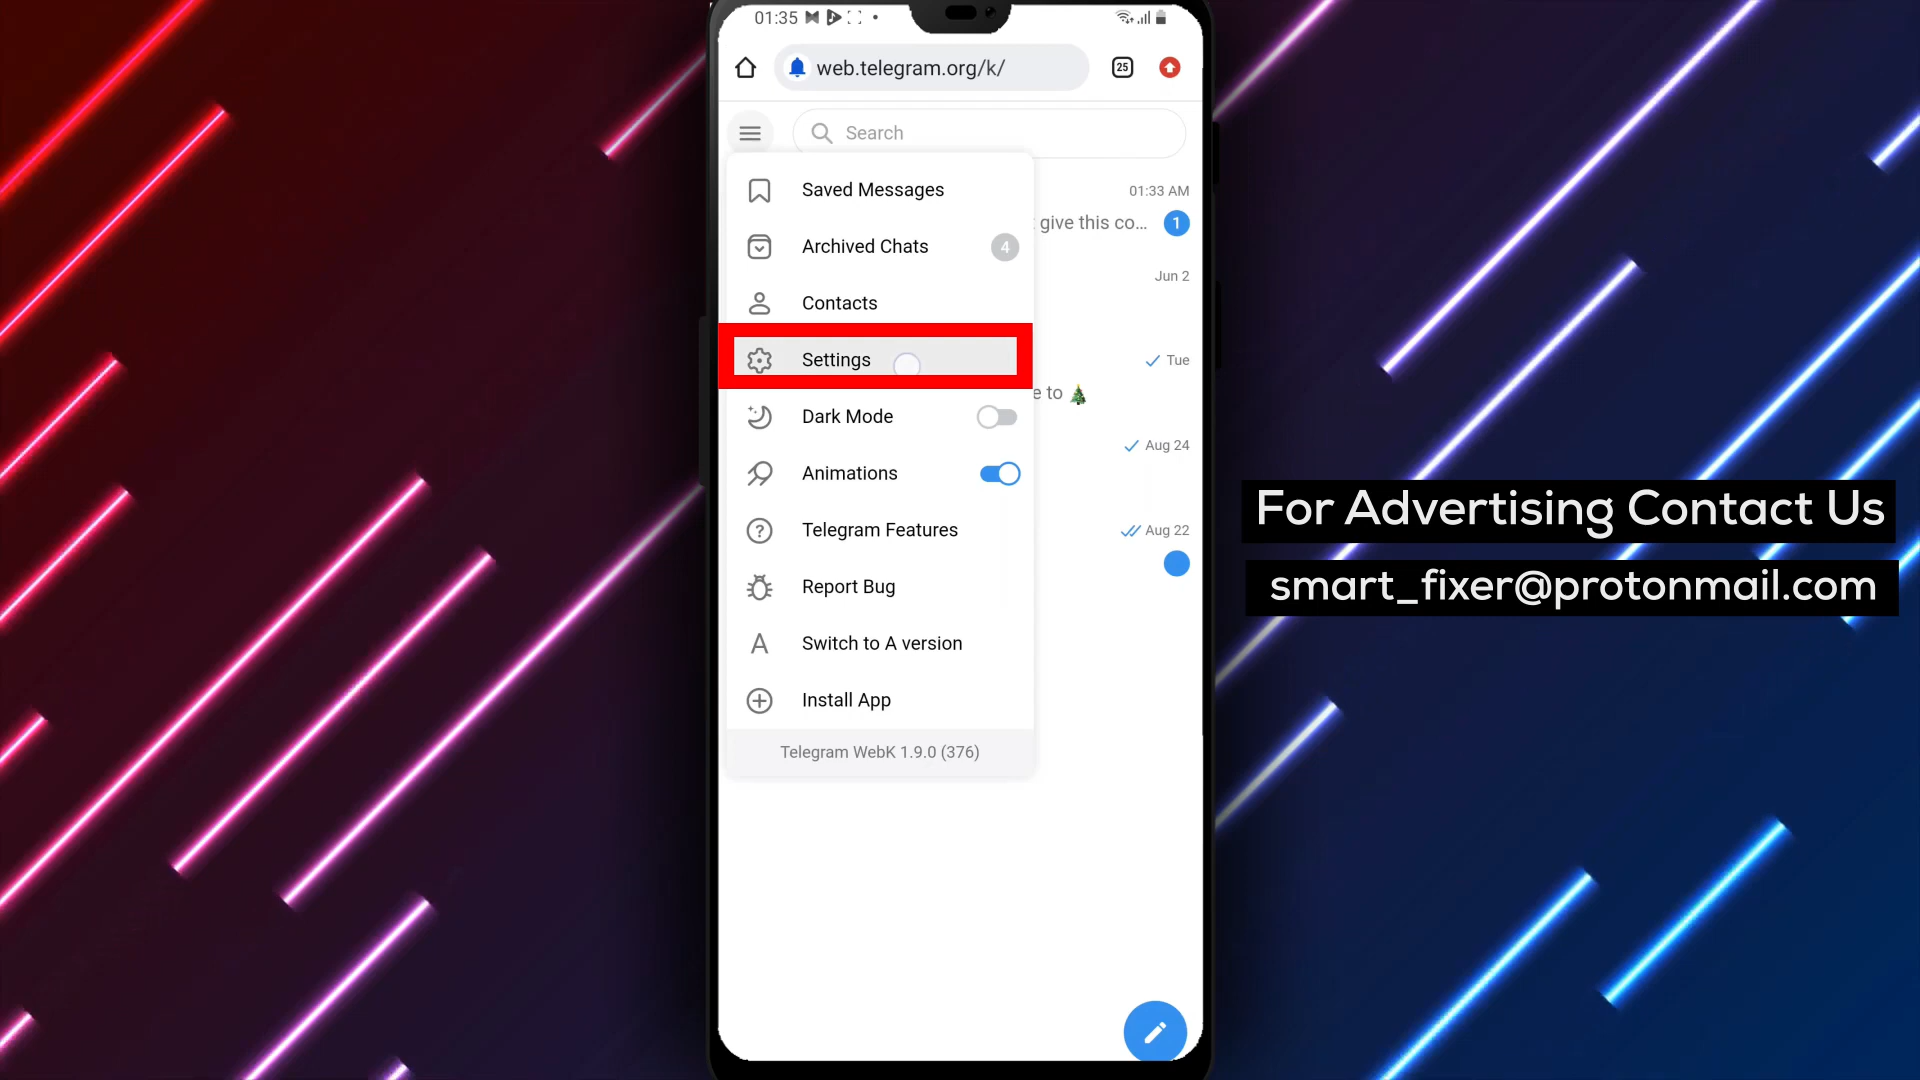 01:35
web.telegram.org/k/
25
Search
Saved Messages
01:33 AM
give this co...
1
Archived Chats
4
Jun 2
Contacts
Settings
Tue
e to
Dark Mode
Aug 24
Animations
Telegram Features
Aug 22
Report Bug
A Switch to A version
Install App
Telegram WebK 1.9.0 (376)
For Advertising Contact Us
smart_fixer@protonmail.com